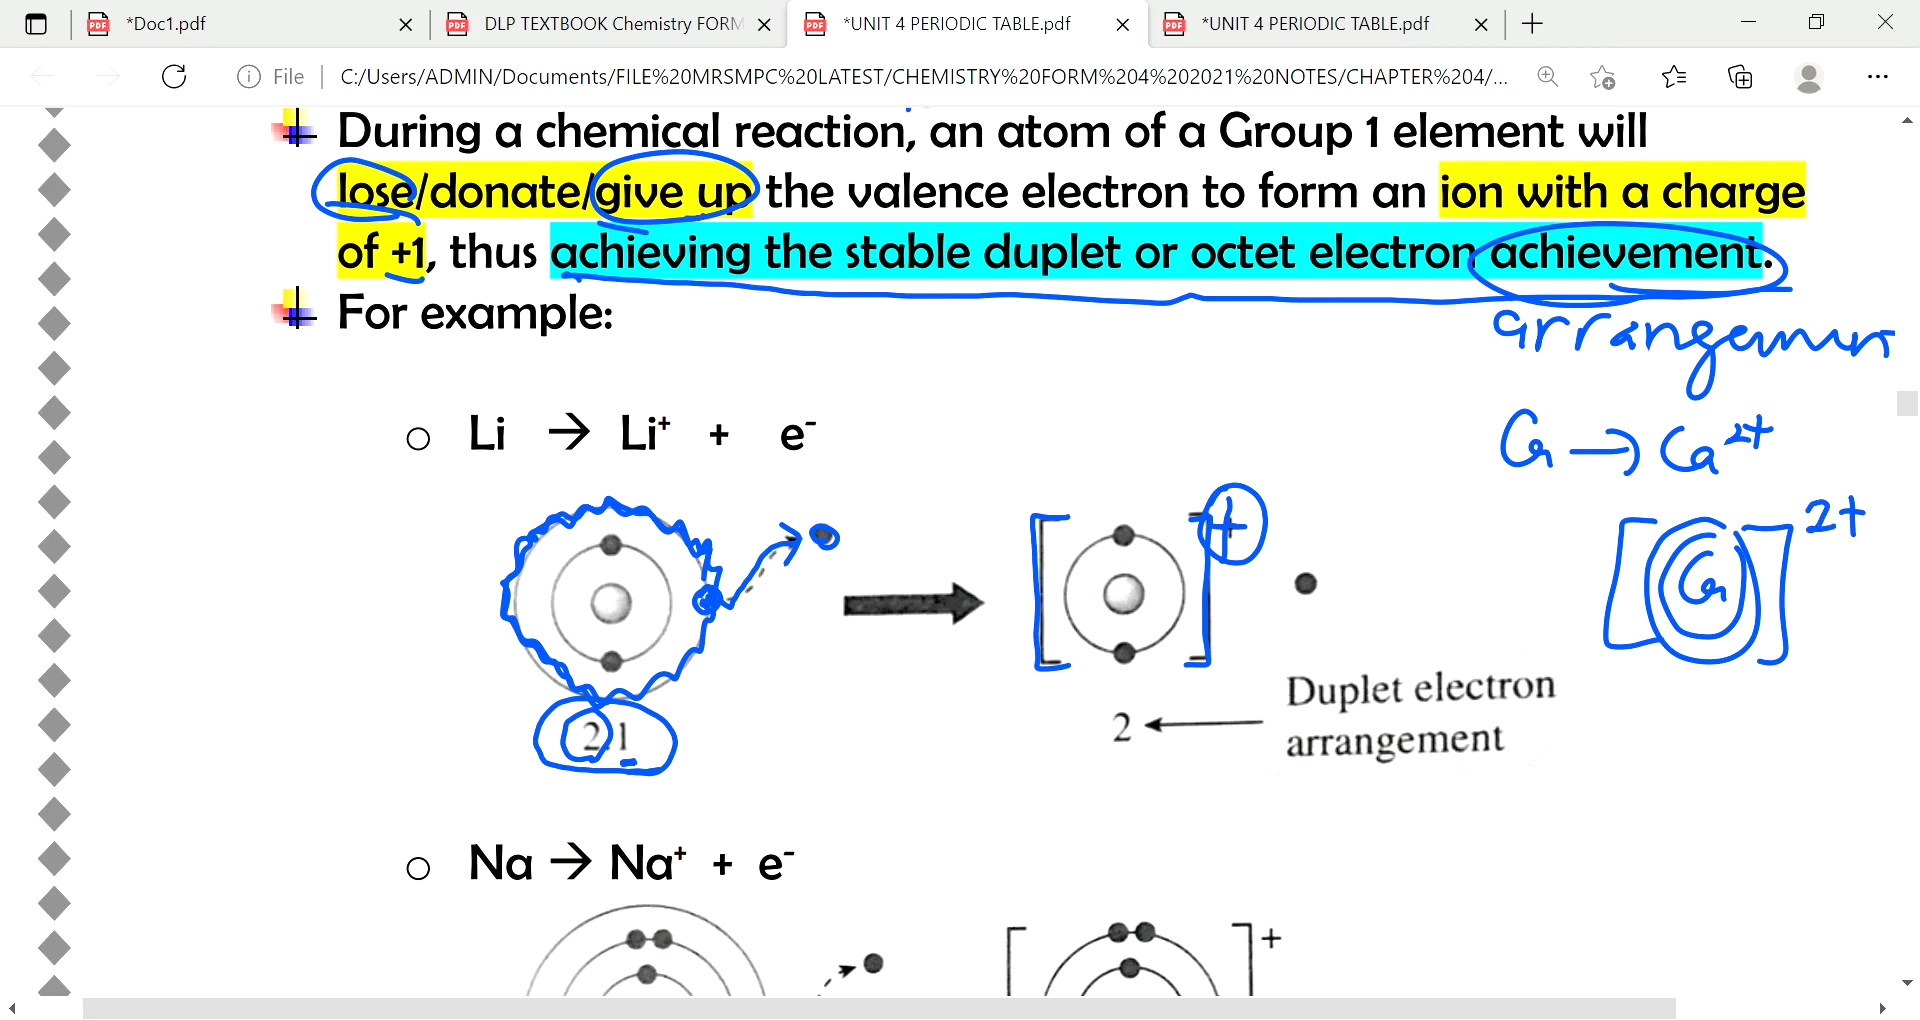 *Doc1.pdf
DLP TEXTBOOK Chemistry FORM
*UNIT 4 PERIODIC TABLE.pdf
*UNIT 4 PERIODIC TABLE.pdf
File
C:/Users/ADMIN/Documents/FILE%20MRSMPC%20LATEST/CHEMISTRY%20FORM%204%202021%20NOTES/CHAPTER%204/...
During a chemical reaction, an atom of a Group 1 element will
lose/donate/give up the valence electron to form an ion with a charge
of +1, thus achieving the stable duplet or octet electron achievement.
arrangement
For example:
Li → Li⁺ + e⁻
Ca → Ca²⁺
+
Ca
2+
2.1
2
Duplet electron
arrangement
Na → Na⁺ + e⁻
+